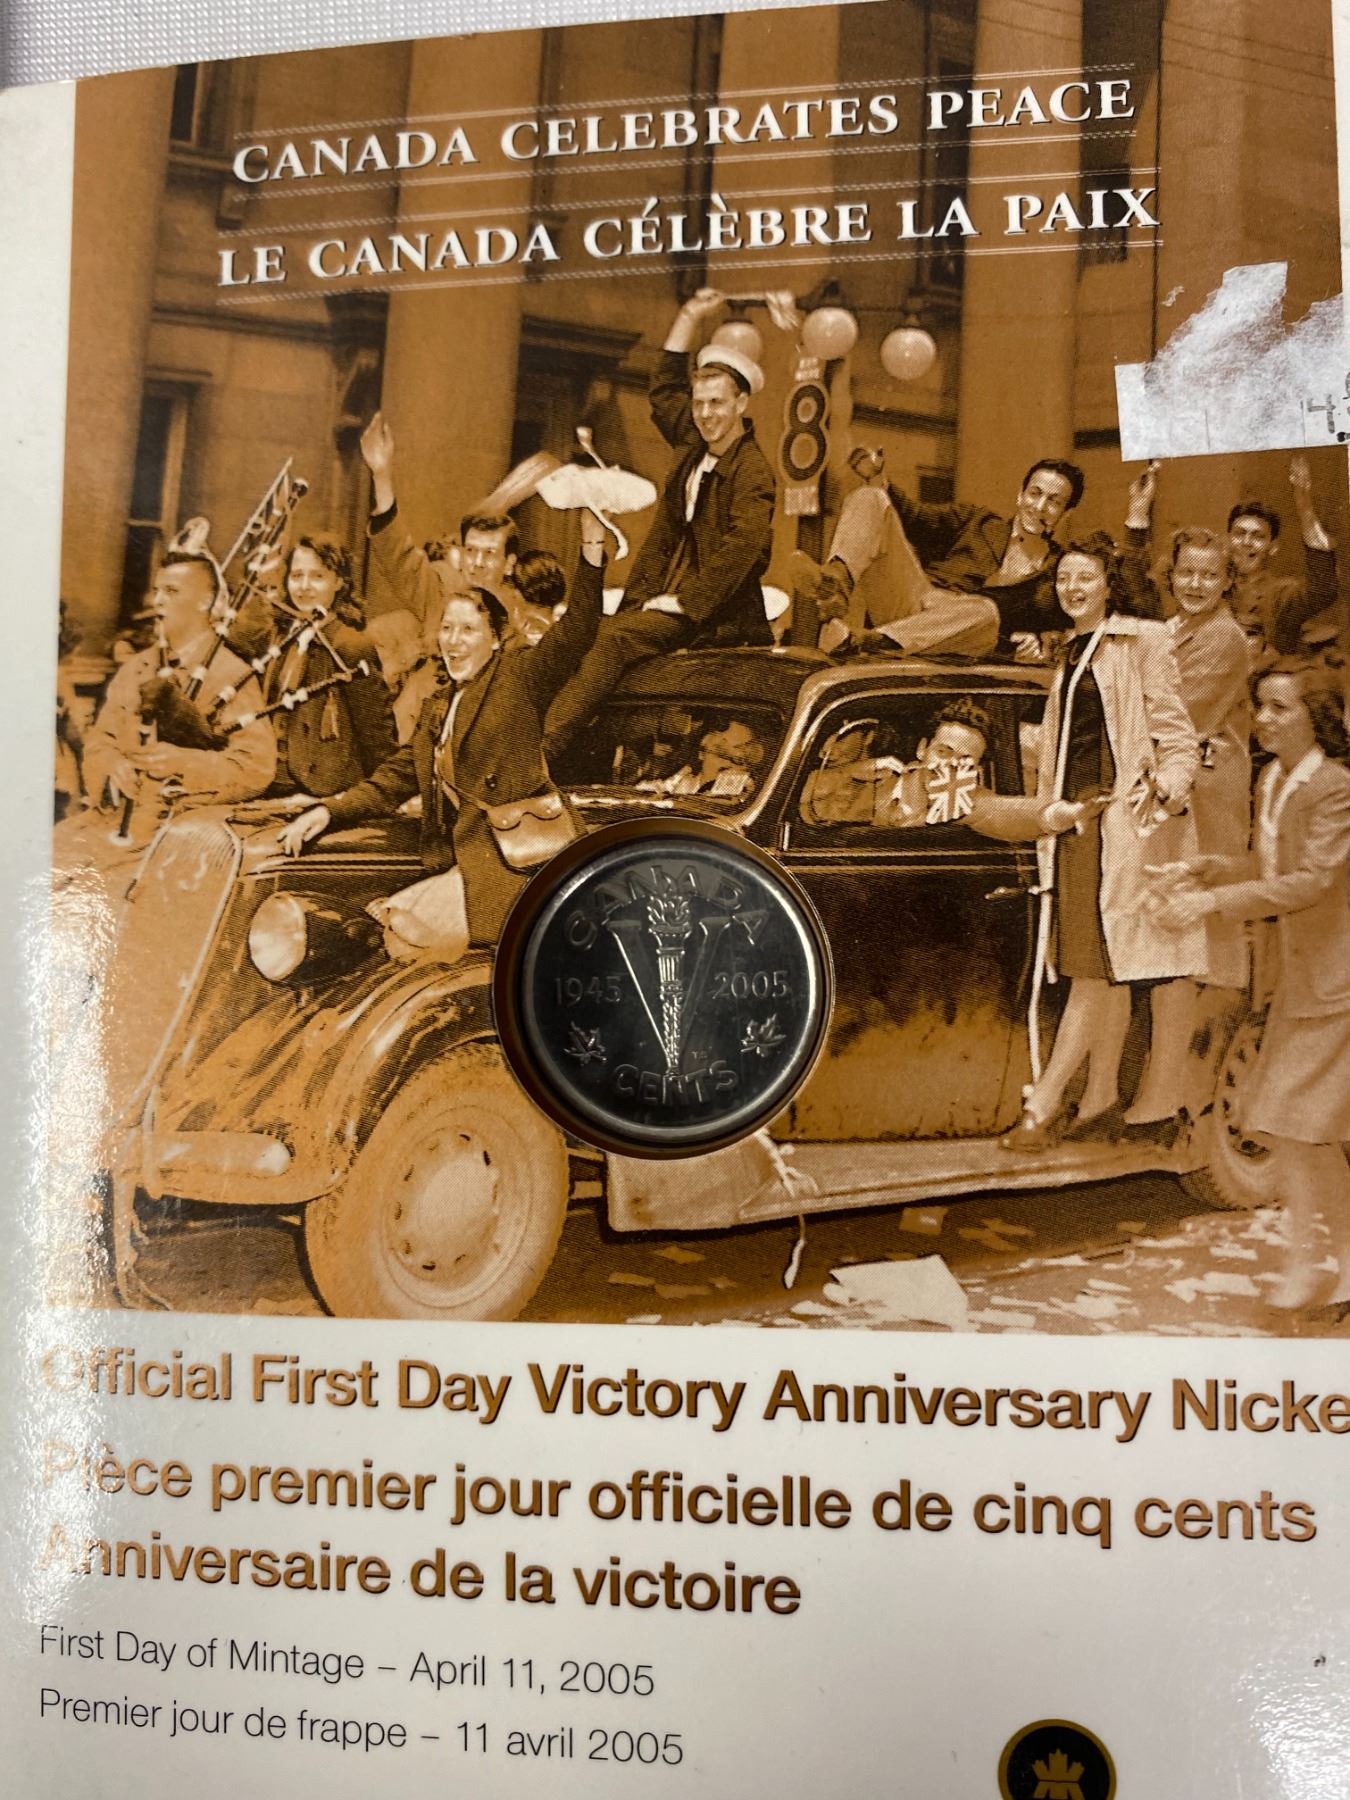 CANADA CELEBRATES PEACE
LE CANADA CÉLÈBRE LA PAIX
8
CANADA
1945 2005
TB
CENTS
Official First Day Victory Anniversary Nicke
Pièce premier jour officielle de cinq cents
Anniversaire de la victoire
First Day of Mintage – April 11, 2005
Premier jour de frappe – 11 avril 2005